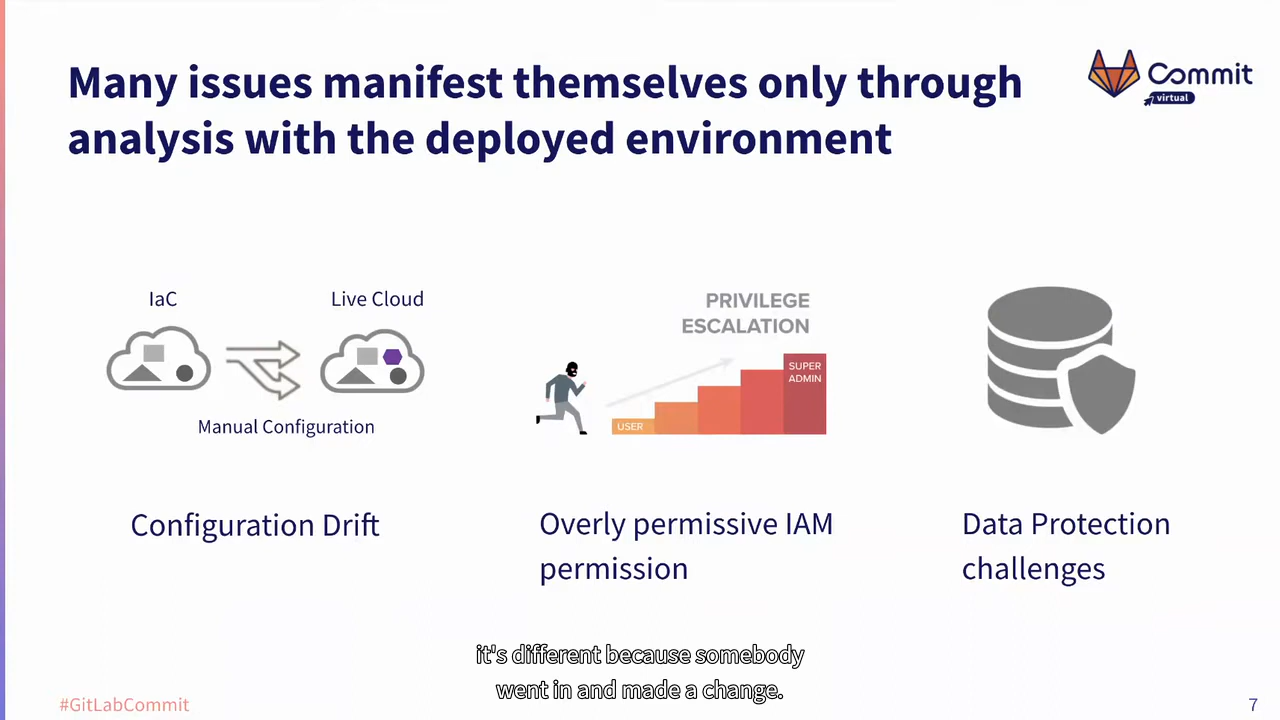 Many issues manifest themselves only through
analysis with the deployed environment
Commit
virtual
IaC
Live Cloud
Manual Configuration
PRIVILEGE
ESCALATION
SUPER
ADMIN
USER
Configuration Drift
Overly permissive IAM
permission
Data Protection
challenges
it's different because somebody
went in and made a change.
#GitLabCommit
7